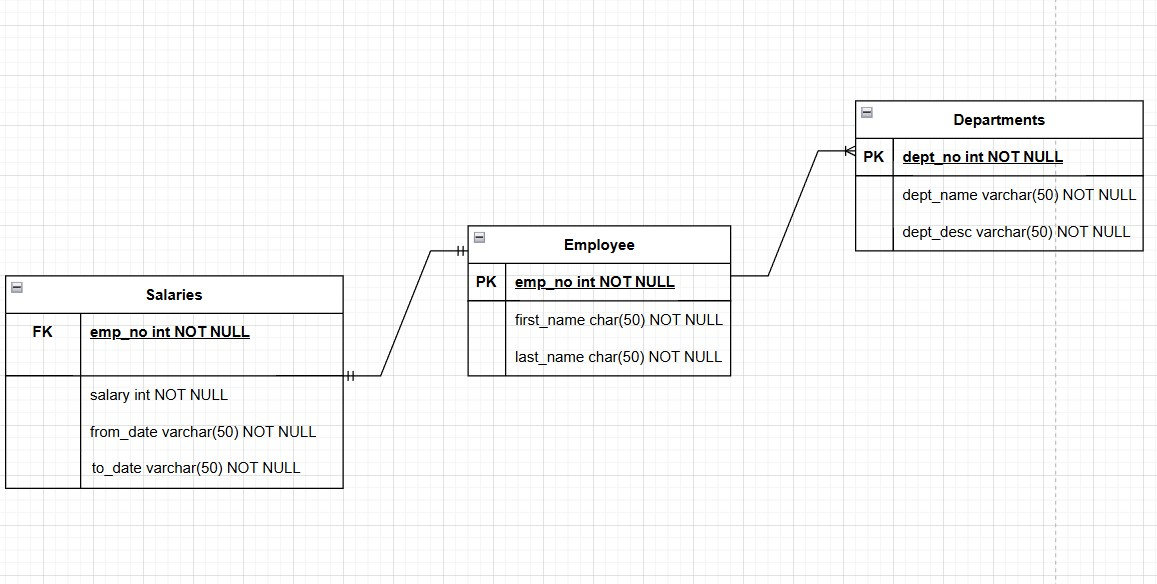 Departments
PK dept_no int NOT NULL
dept_name varchar(50) NOT NULL
dept_desc varchar(50) NOT NULL
Employee
PK emp_no int NOT NULL
first_name char(50) NOT NULL
last_name char(50) NOT NULL
Salaries
FK emp_no int NOT NULL
salary int NOT NULL
from_date varchar(50) NOT NULL
to_date varchar(50) NOT NULL